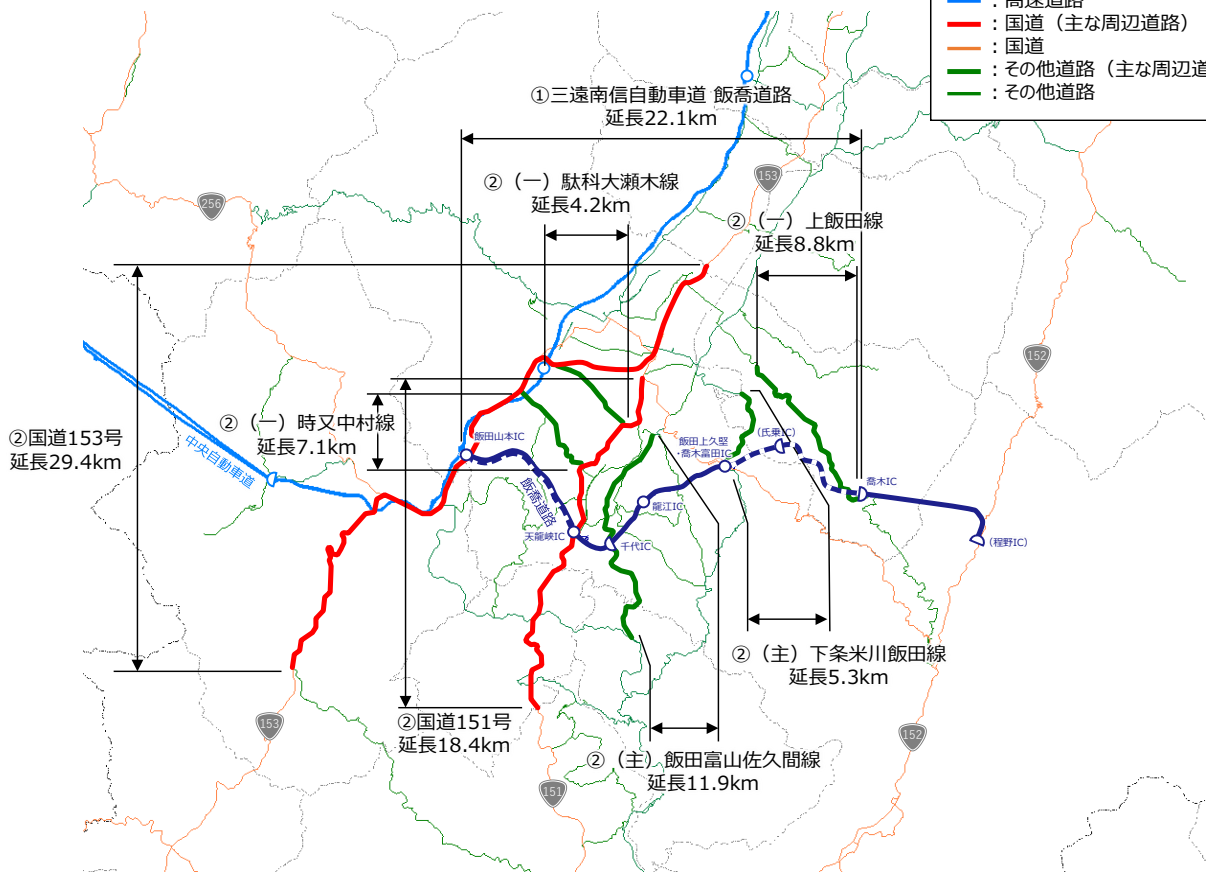 ：高速道路
：国道（主な周辺道路）
：国道
：その他道路（主な周辺道
：その他道路
①三遠南信自動車道 飯喬道路
延長22.1km
②（一）駄科大瀬木線
延長4.2km
153
256
②（一）上飯田線
延長8.8km
152
②（一）時又中村線
延長7.1km
②国道153号
延長29.4km
中央自動車道
飯田山本IC
飯喬道路
天龍峡IC
千代IC
龍江IC
飯田上久堅
・喬木富田IC
（氏乗IC）
喬木IC
（程野IC）
②（主）下条米川飯田線
延長5.3km
②国道151号
延長18.4km
②（主）飯田富山佐久間線
延長11.9km
153
151
152